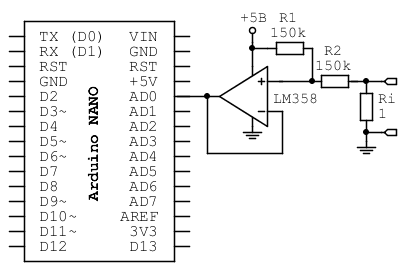 TX (D0)
RX (D1)
RST
GND
D2
D3~
D4
D5~
D6~
D7
D8
D9~
D10~
D11~
D12
Arduino NANO
VIN
GND
RST
+5V
AD0
AD1
AD2
AD3
AD4
AD5
AD6
AD7
AREF
3V3
D13
+5B
R1
150k
R2
150k
+
−
LM358
Ri
1